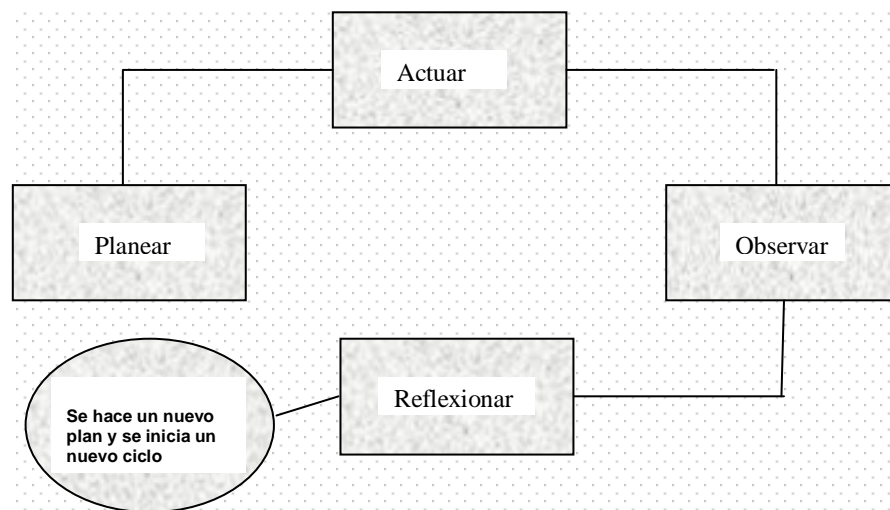 Actuar
Planear
Observar
Reflexionar
Se hace un nuevo
plan y se inicia un
nuevo ciclo